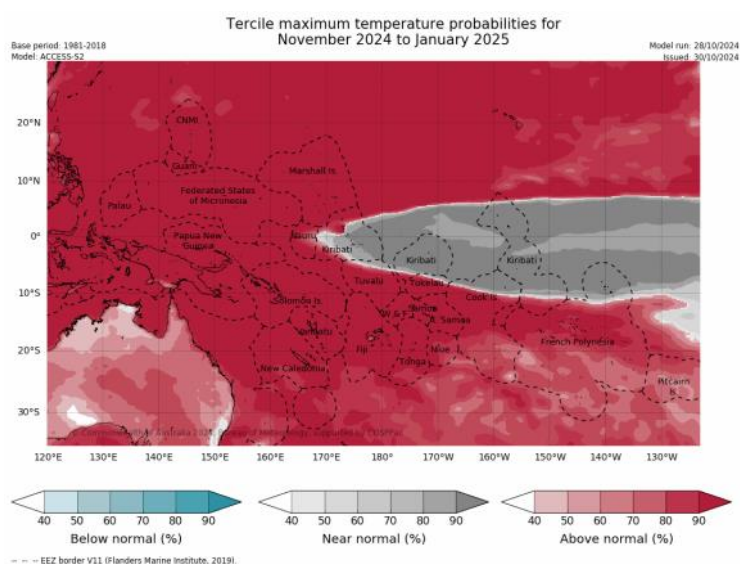 Tercile maximum temperature probabilities for
November 2024 to January 2025
Base period: 1981-2018
Model: ACCESS-S2
Model run: 28/10/2024
Issued: 30/10/2024
20°N
10°N
0°
10°S
20°S
30°S
CNMI
Guam
Marshall Is.
Federated States
of Micronesia
Palau
Papua New
Guinea
Nauru
Kiribati
Kiribati
Kiribati
Tuvalu
Tokelau
Solomon Is.
Cook Is.
W & F
Samoa
A. Samoa
Vanuatu
Fiji
Niue
Tonga
French Polynesia
New Caledonia
Pitcairn
120°E
130°E
140°E
150°E
160°E
170°E
180°
170°W
160°W
150°W
140°W
130°W
40 50 60 70 80 90
Below normal (%)
40 50 60 70 80 90
Near normal (%)
40 50 60 70 80 90
Above normal (%)
EEZ border V11 (Flanders Marine Institute, 2019).